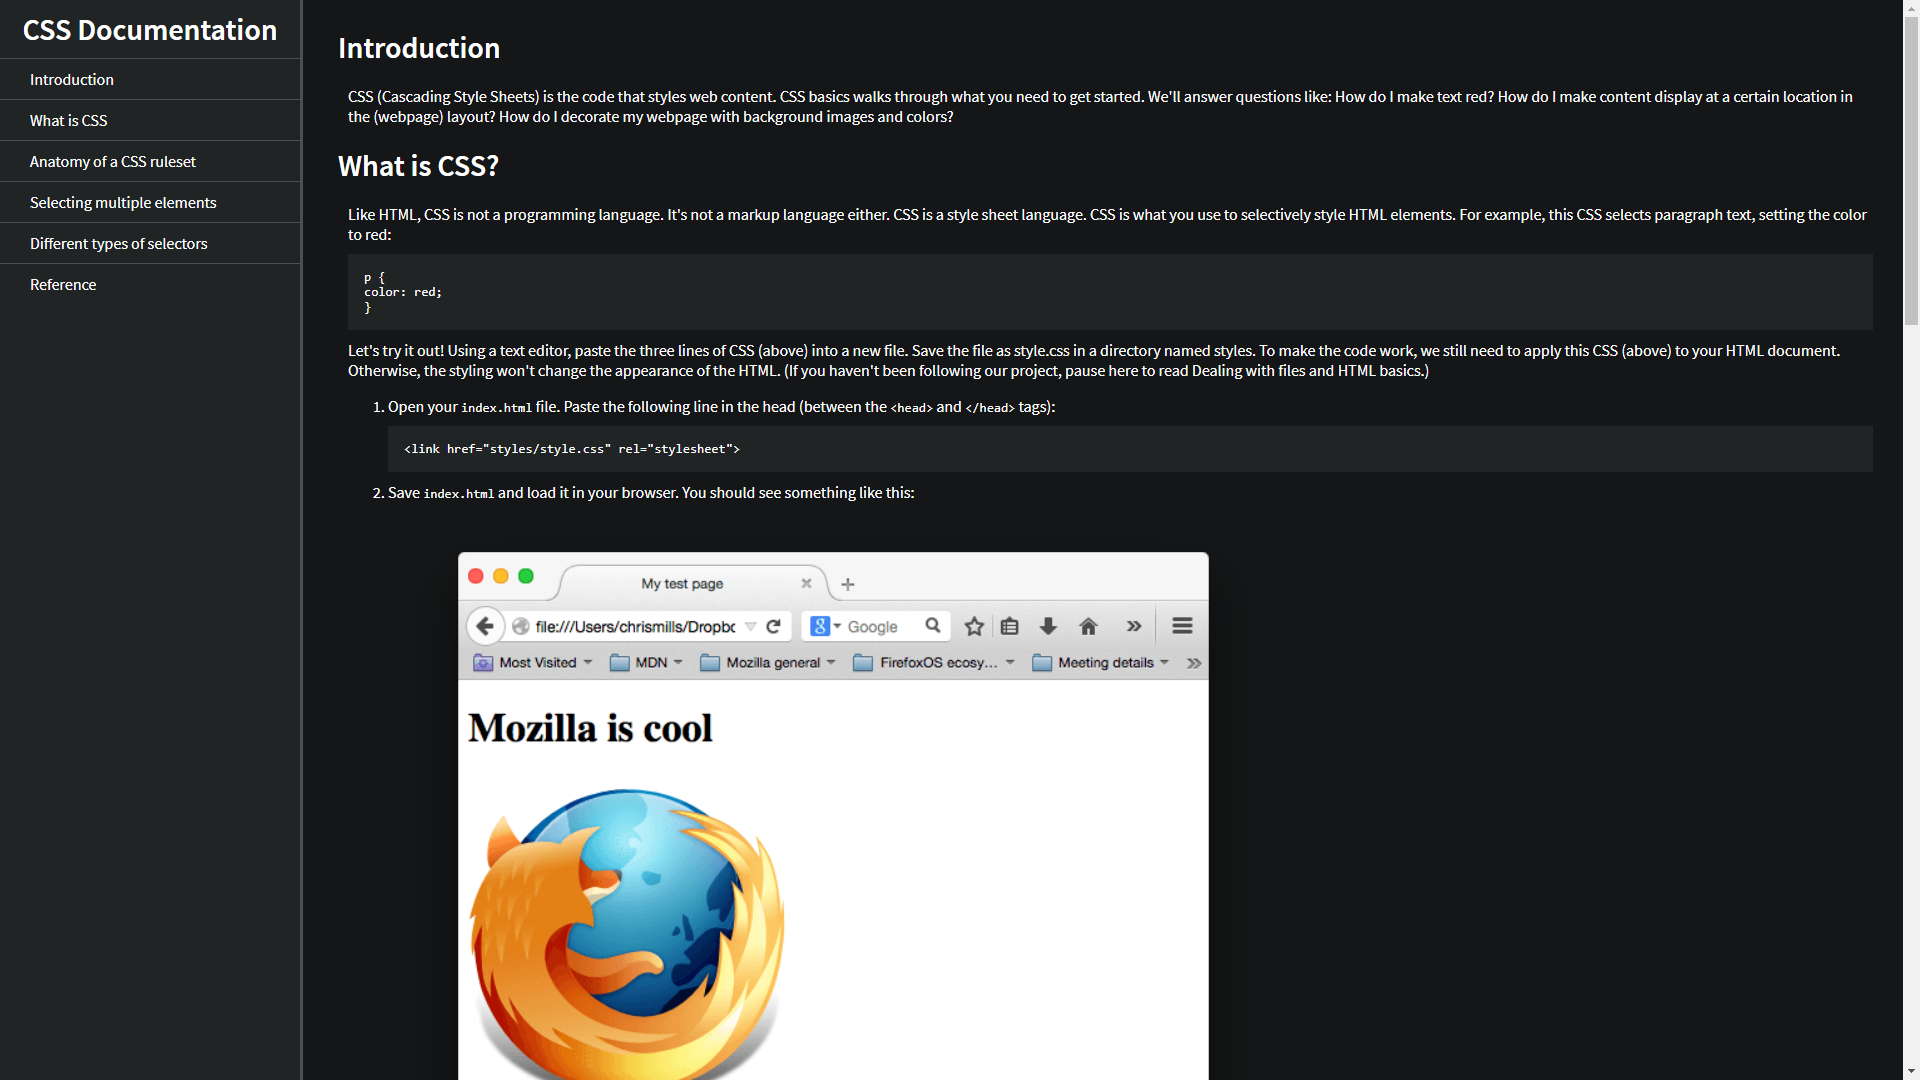 CSS Documentation
Introduction
What is CSS
Anatomy of a CSS ruleset
Selecting multiple elements
Different types of selectors
Reference
Introduction
CSS (Cascading Style Sheets) is the code that styles web content. CSS basics walks through what you need to get started. We'll answer questions like: How do I make text red? How do I make content display at a certain location in
the (webpage) layout? How do I decorate my webpage with background images and colors?
What is CSS?
Like HTML, CSS is not a programming language. It's not a markup language either. CSS is a style sheet language. CSS is what you use to selectively style HTML elements. For example, this CSS selects paragraph text, setting the color
to red:
p {
color: red;
}
Let's try it out! Using a text editor, paste the three lines of CSS (above) into a new file. Save the file as style.css in a directory named styles. To make the code work, we still need to apply this CSS (above) to your HTML document.
Otherwise, the styling won't change the appearance of the HTML. (If you haven't been following our project, pause here to read Dealing with files and HTML basics.)
1. Open your index.html file. Paste the following line in the head (between the <head> and </head> tags):
<link href="styles/style.css" rel="stylesheet">
2. Save index.html and load it in your browser. You should see something like this:
My test page
file:///Users/chrismills/Dropbo
8 Google
Most Visited MDN Mozilla general FirefoxOS ecosy... Meeting details
Mozilla is cool